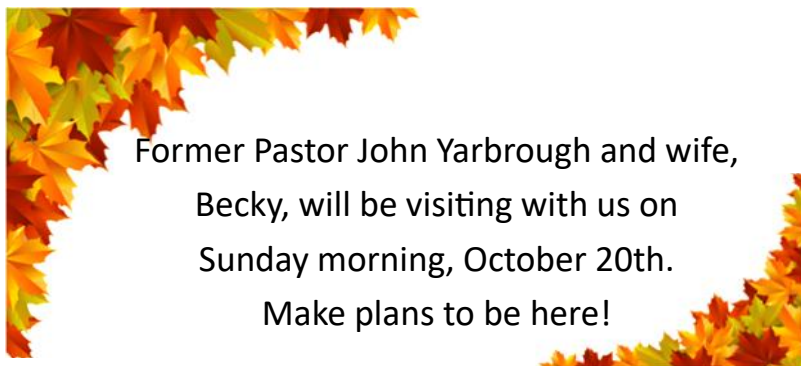 Former Pastor John Yarbrough and wife,
Becky, will be visiting with us on
Sunday morning, October 20th.
Make plans to be here!